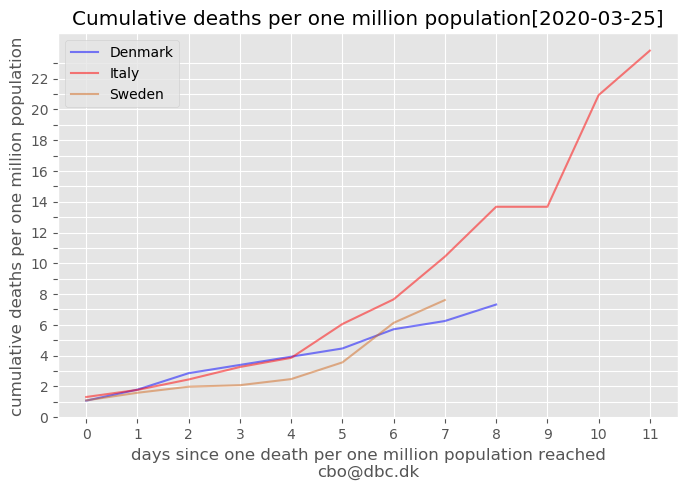 Cumulative deaths per one million population[2020-03-25]
cumulative deaths per one million population
Denmark
Italy
Sweden
22
20
18
16
14
12
10
8
6
4
2
0
0 1 2 3 4 5 6 7 8 9 10 11
days since one death per one million population reached
cbo@dbc.dk